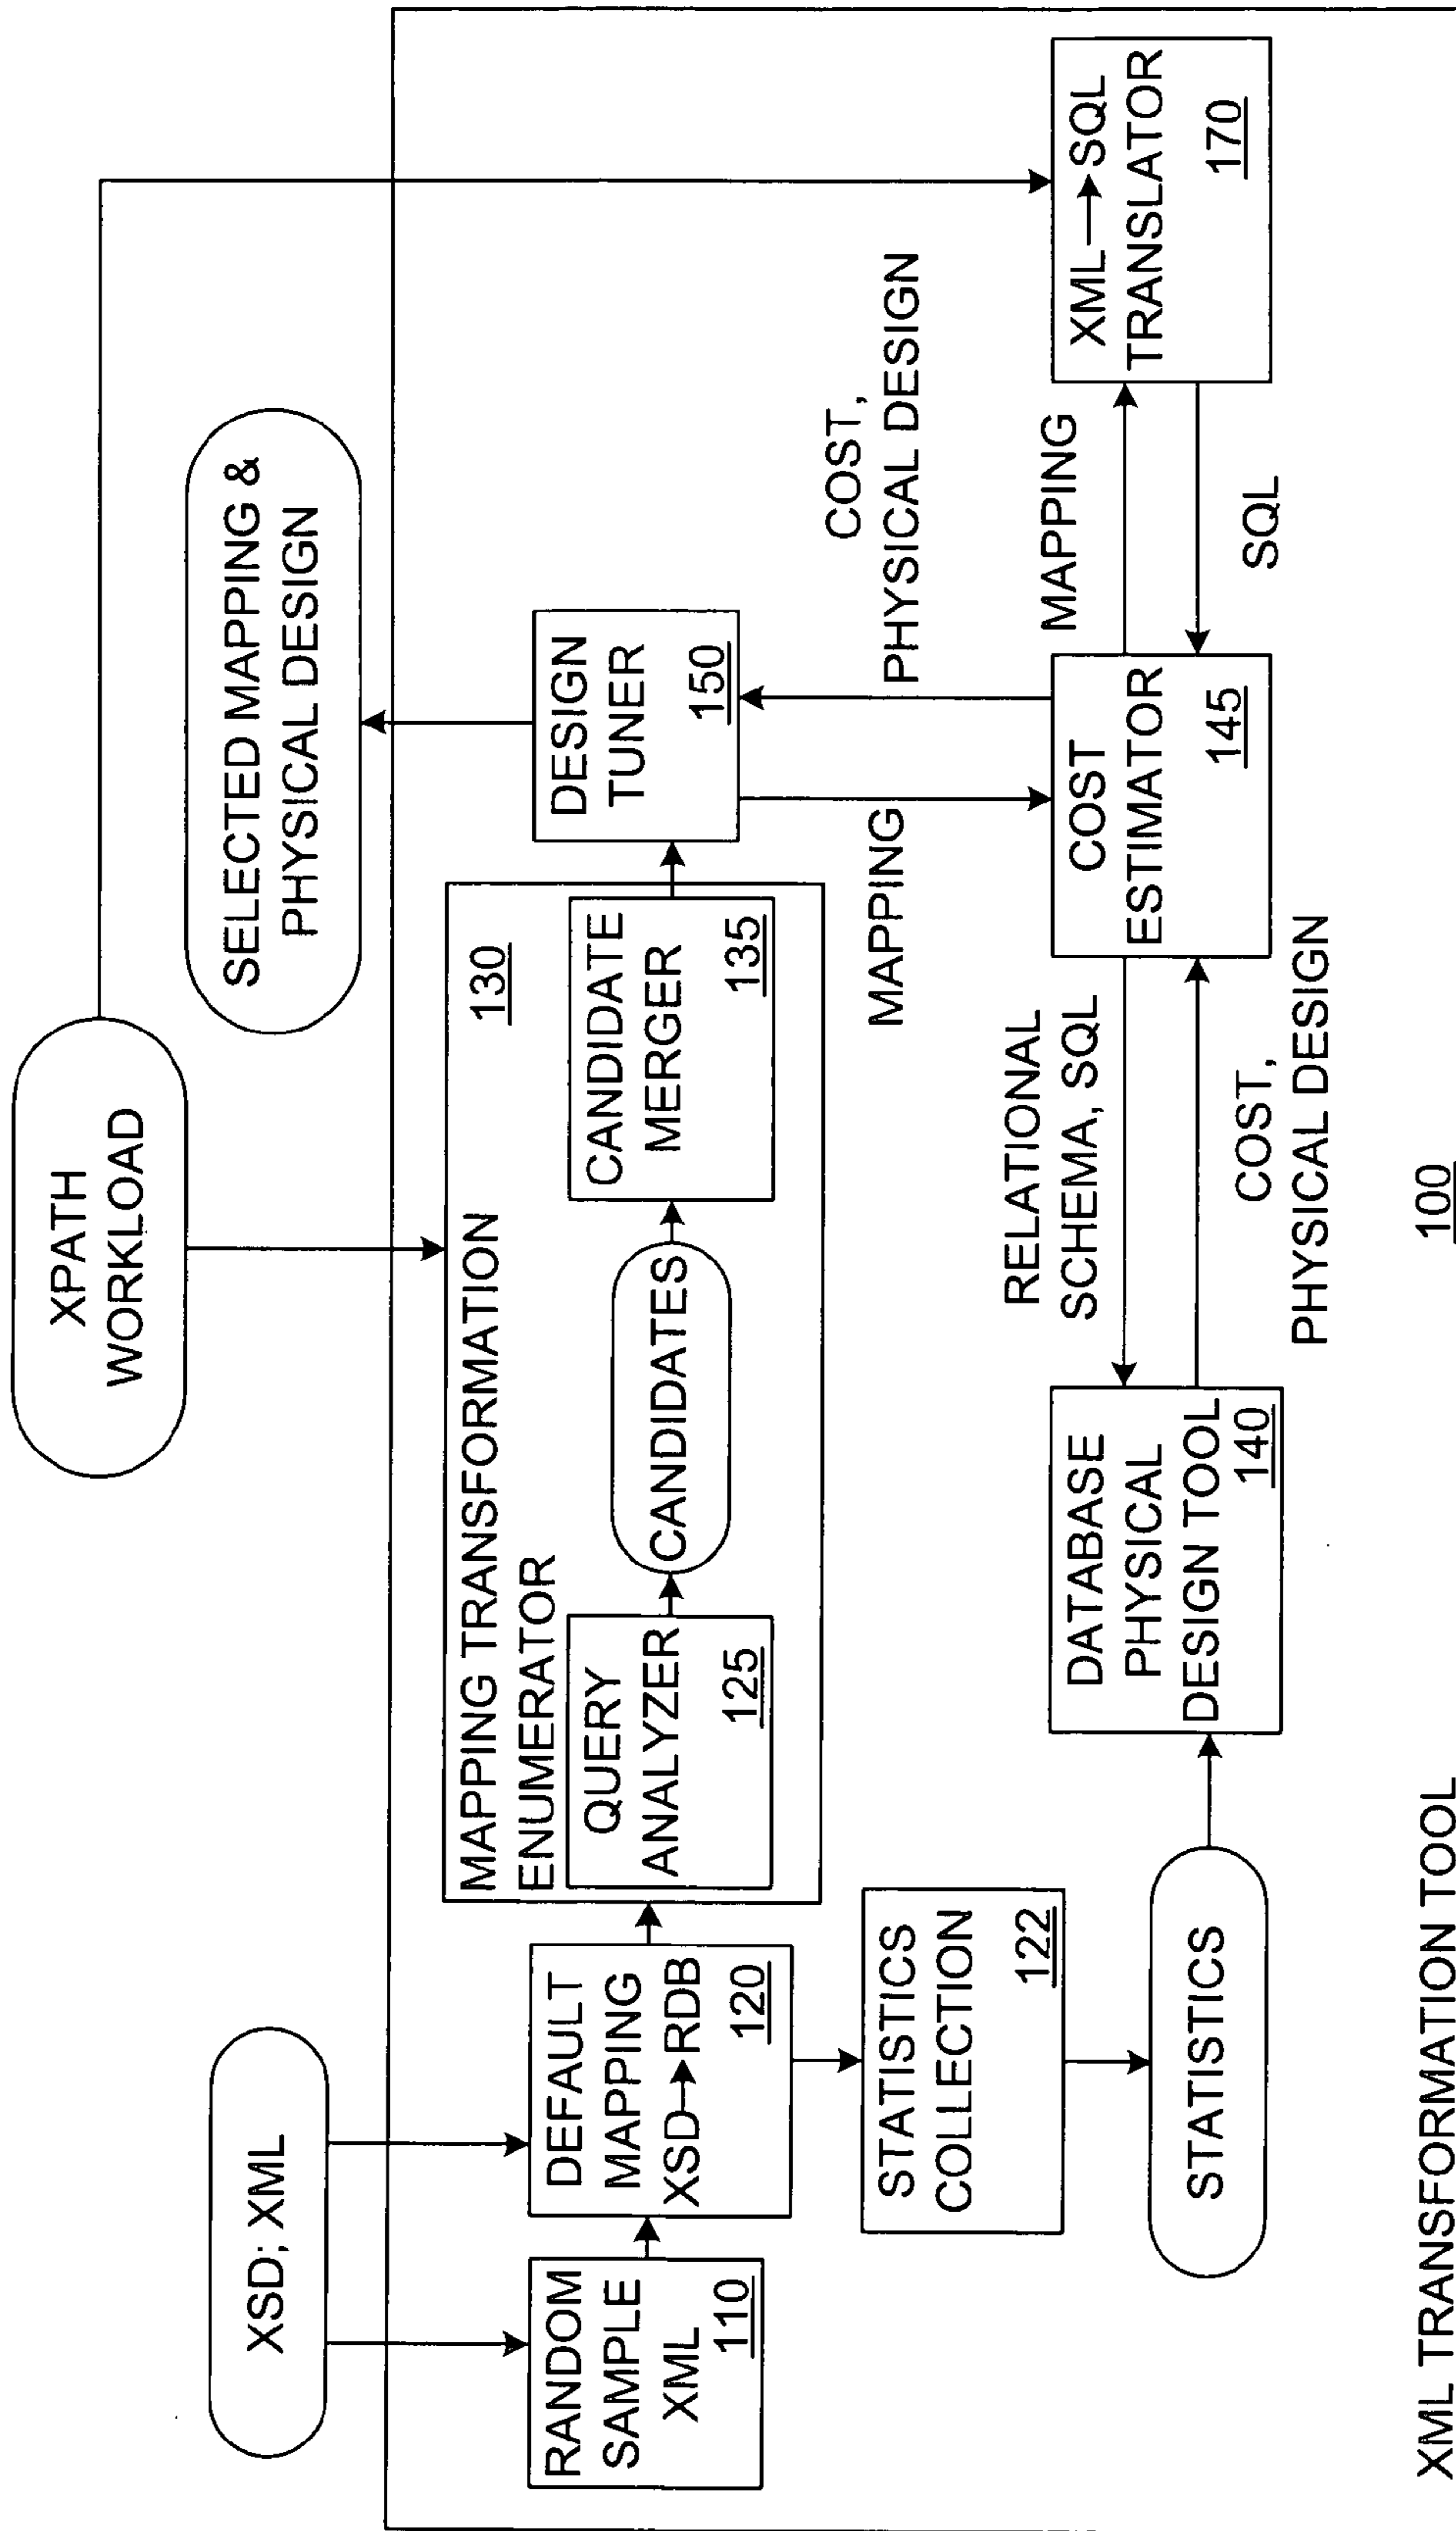 XPATH
WORKLOAD
XSD; XML
SELECTED MAPPING &
PHYSICAL DESIGN
RANDOM
SAMPLE
XML
110
DEFAULT
MAPPING
XSD→RDB
120
MAPPING TRANSFORMATION
ENUMERATOR
130
QUERY
ANALYZER
125
CANDIDATES
CANDIDATE
MERGER
135
DESIGN
TUNER
150
STATISTICS
COLLECTION
122
MAPPING
COST,
PHYSICAL DESIGN
STATISTICS
DATABASE
PHYSICAL
DESIGN TOOL
140
RELATIONAL
SCHEMA, SQL
COST,
PHYSICAL DESIGN
COST
ESTIMATOR
145
MAPPING
SQL
XML→SQL
TRANSLATOR
170
XML TRANSFORMATION TOOL
100